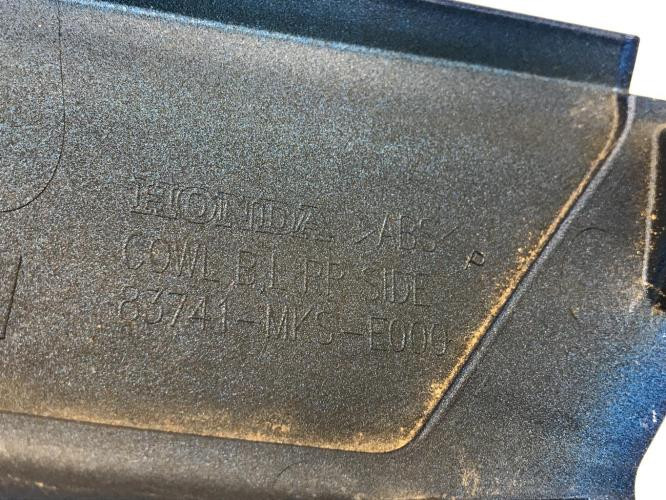 HONDA >ABS< P
COWL,B,L RR SIDE
83741-MKS-E000